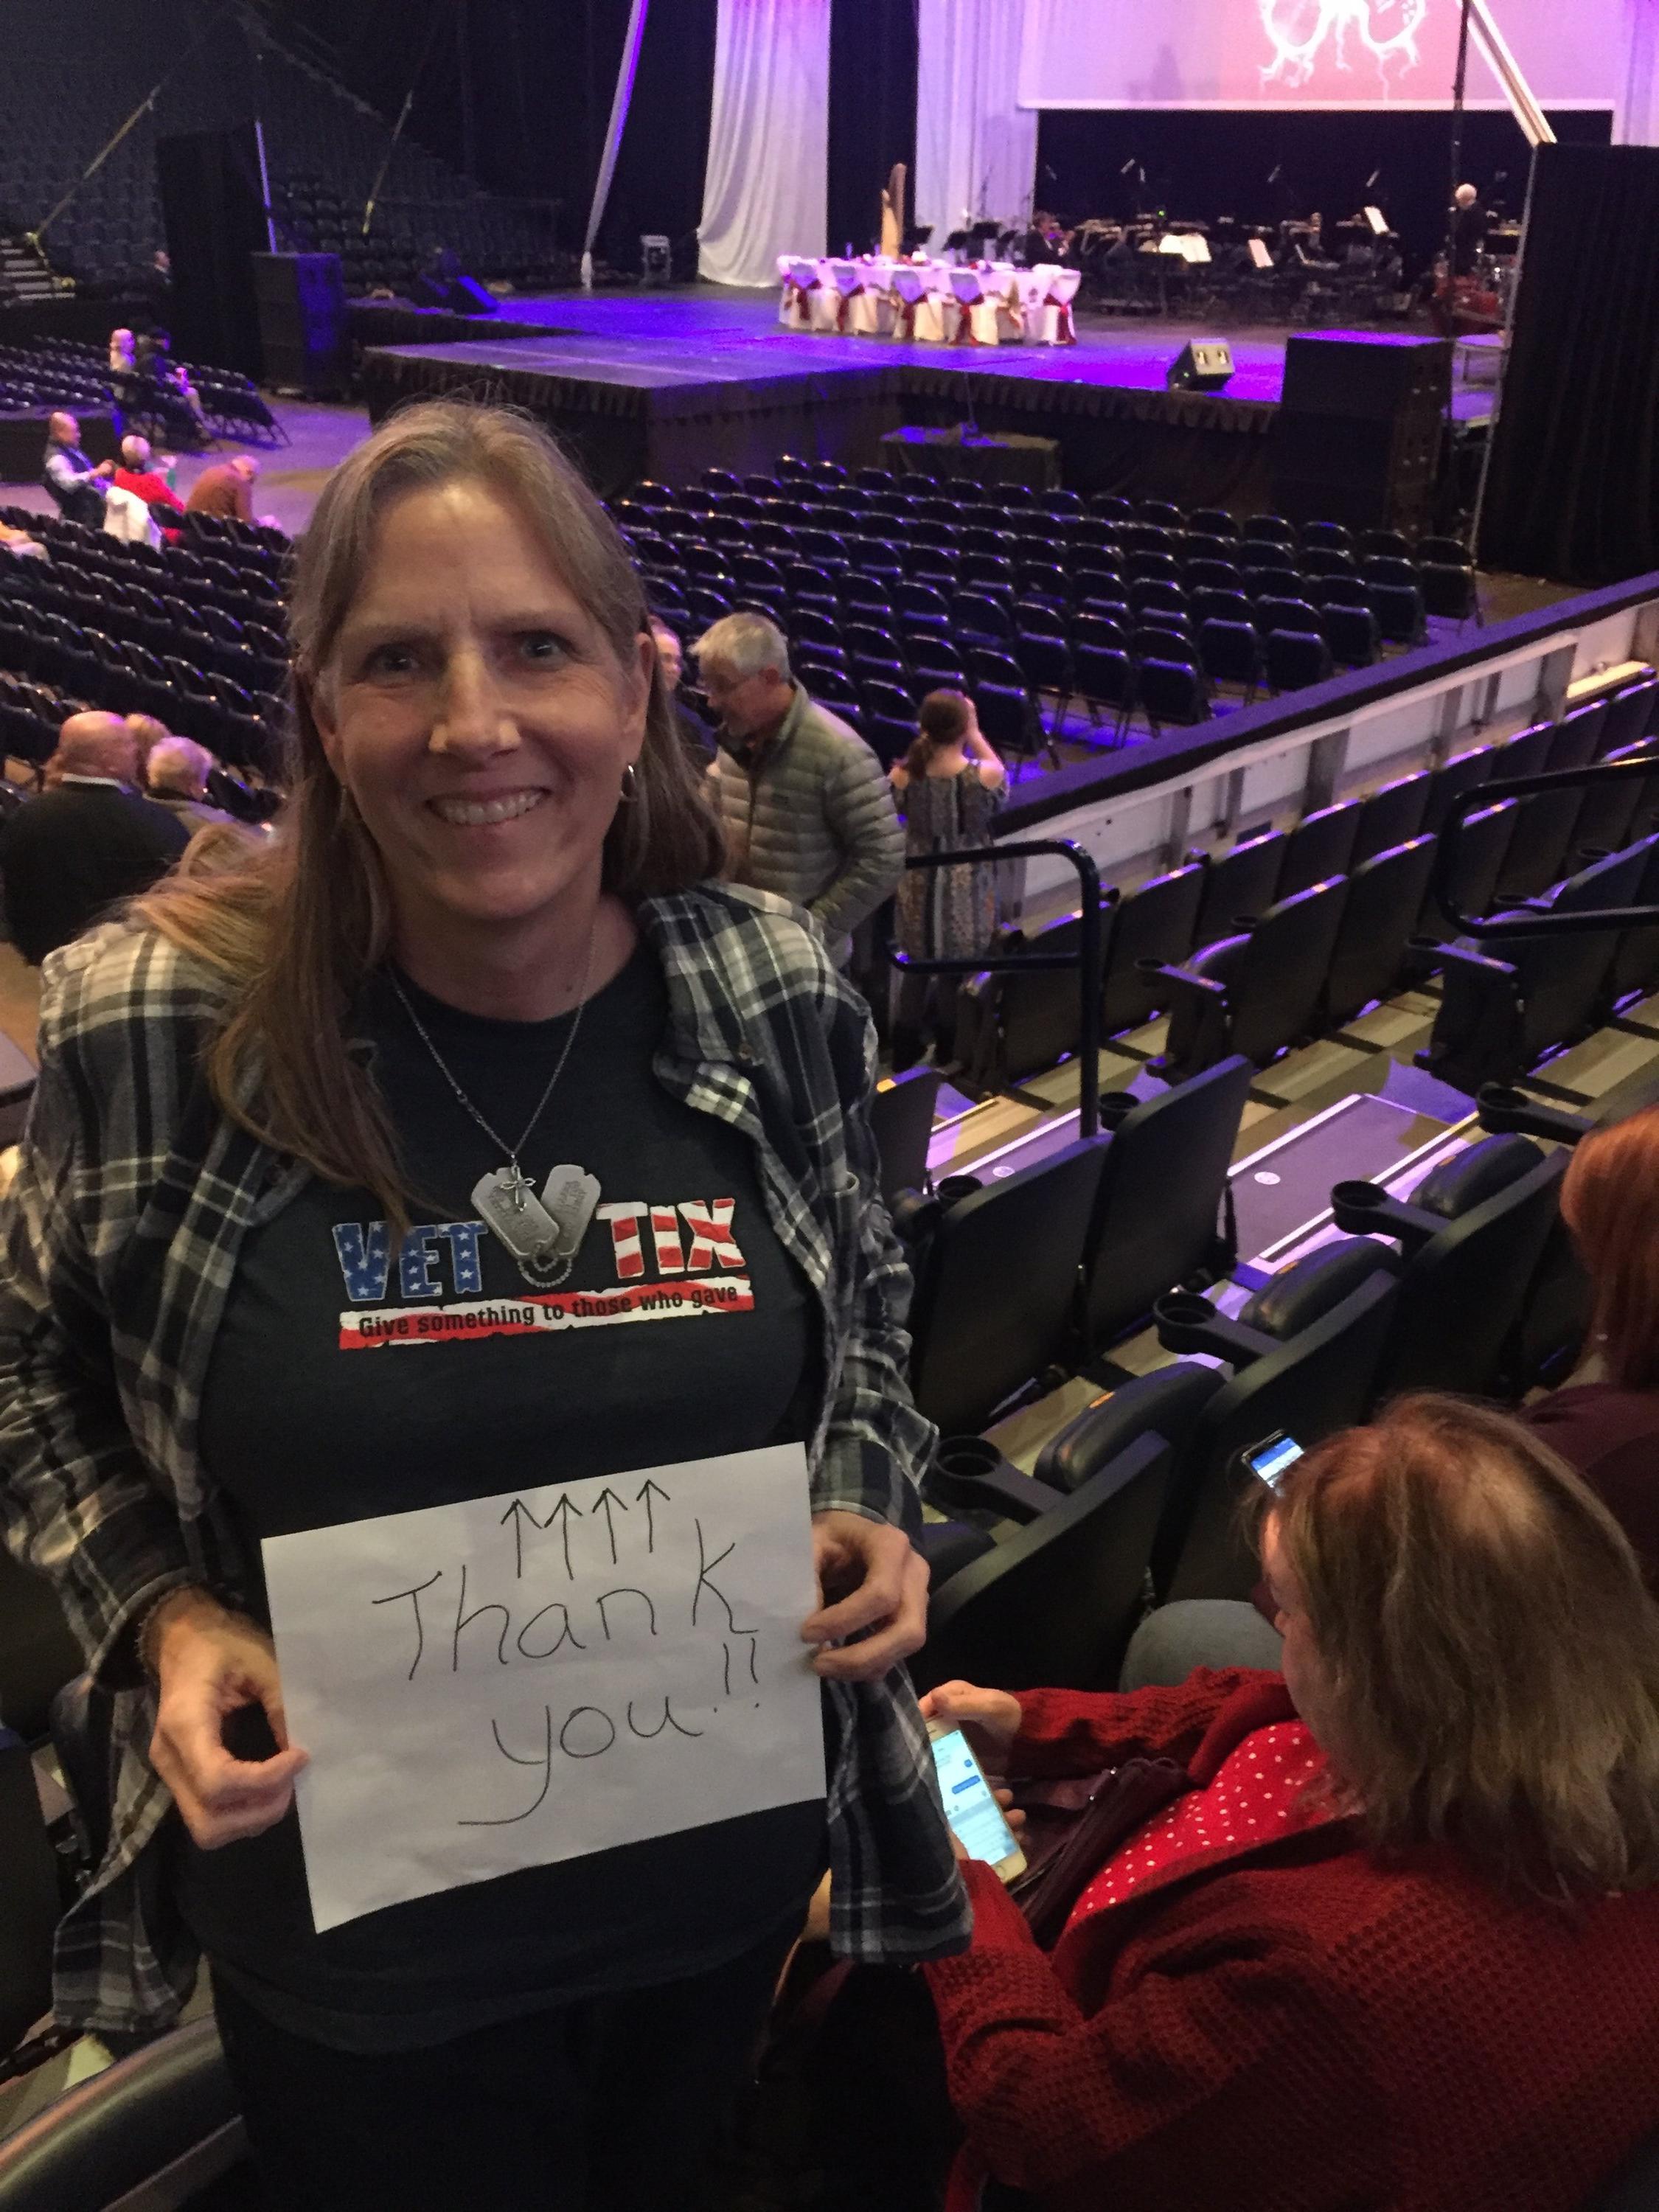 VET TIX
Give something to those who gave
↑↑↑↑
Thank
you!!